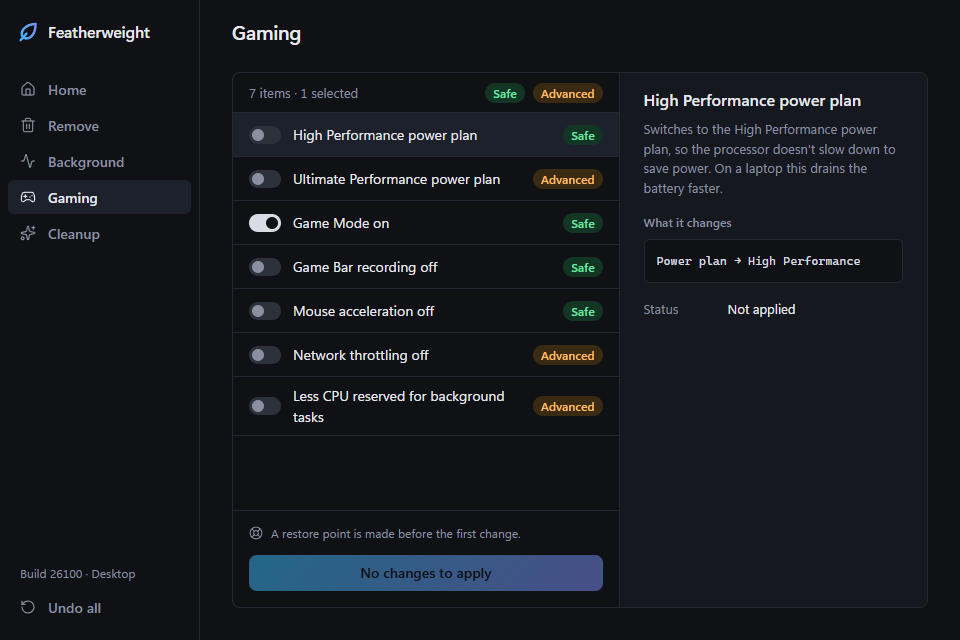 Featherweight
Home
Remove
Background
Gaming
Cleanup
Build 26100 · Desktop
Undo all
Gaming
7 items · 1 selected
Safe
Advanced
High Performance power plan
Safe
Ultimate Performance power plan
Advanced
Game Mode on
Safe
Game Bar recording off
Safe
Mouse acceleration off
Safe
Network throttling off
Advanced
Less CPU reserved for background
tasks
Advanced
A restore point is made before the first change.
No changes to apply
High Performance power plan
Switches to the High Performance power
plan, so the processor doesn't slow down to
save power. On a laptop this drains the
battery faster.
What it changes
Power plan → High Performance
Status
Not applied